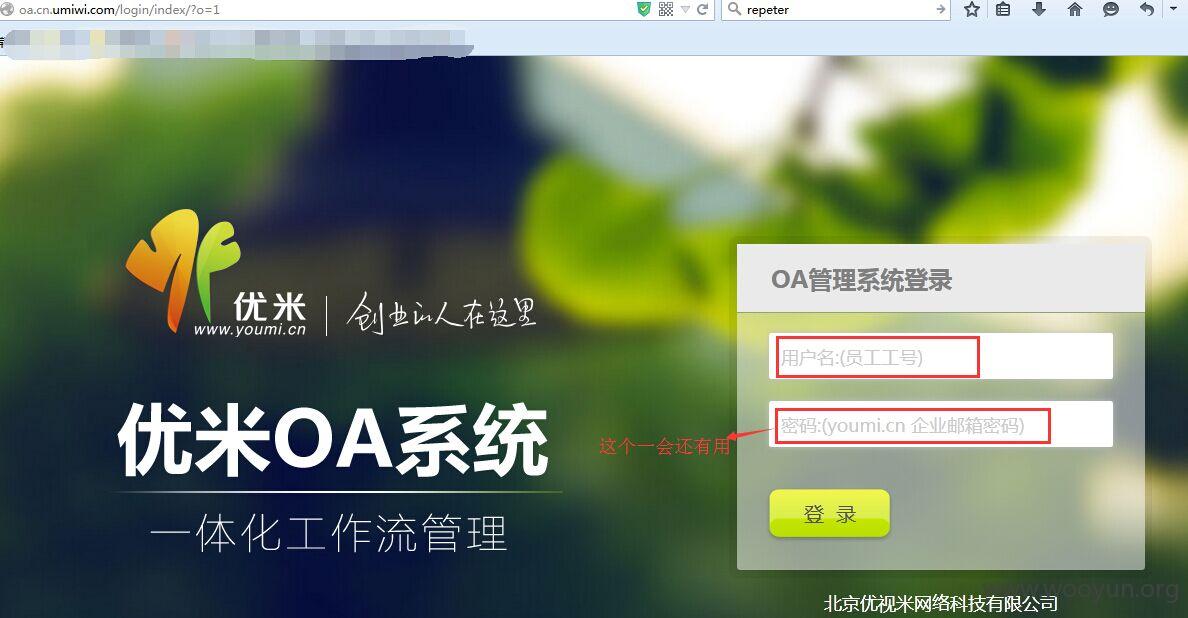 oa.cn.umiwi.com/login/index/?o=1
repeter
优米
www.youmi.cn
创业的人在这里
OA管理系统登录
用户名:(员工工号)
密码:(youmi.cn 企业邮箱密码)
这个一会还有用
优米OA系统
一体化工作流管理
登 录
www.wooyun.org
北京优视米网络科技有限公司